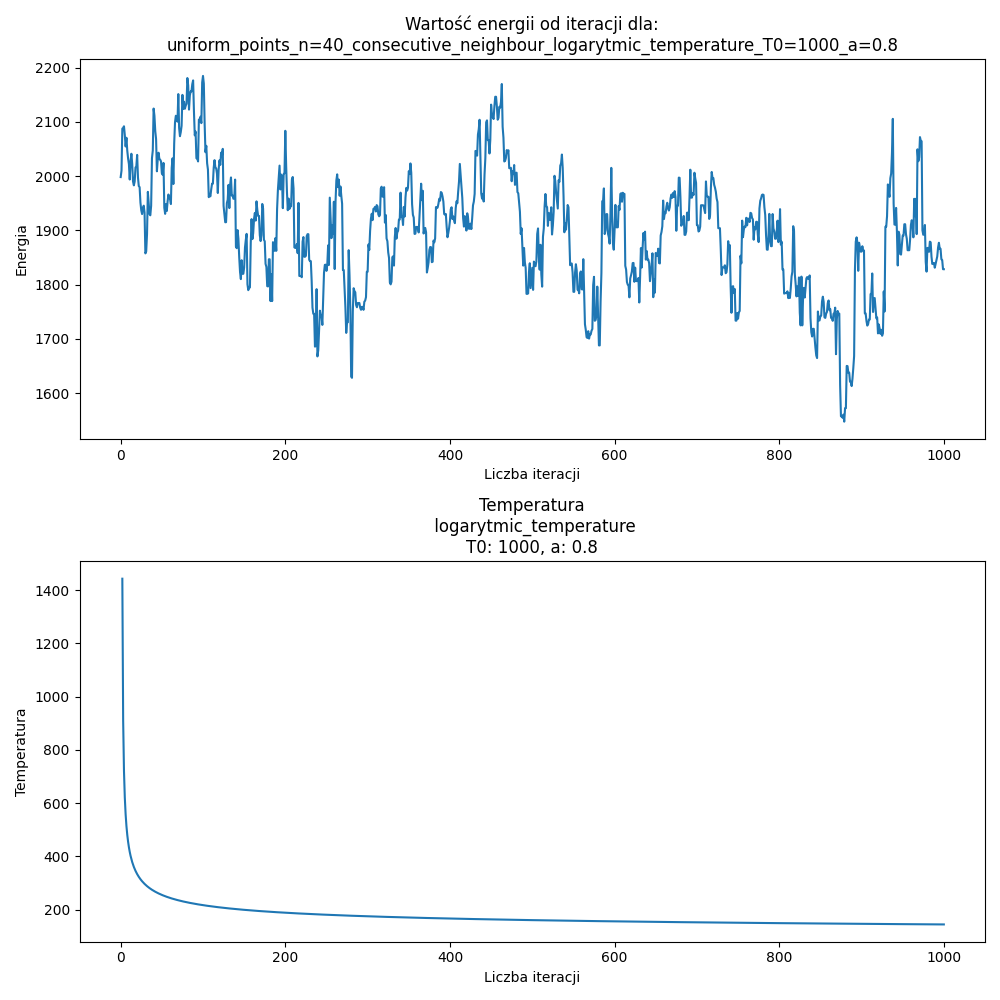 Wartość energii od iteracji dla:
uniform_points_n=40_consecutive_neighbour_logarytmic_temperature_T0=1000_a=0.8
2200
2100
2000
1900
1800
1700
1600
Energia
0 200 400 600 800 1000
Liczba iteracji
Temperatura
logarytmic_temperature
T0: 1000, a: 0.8
1400
1200
1000
800
600
400
200
Temperatura
0 200 400 600 800 1000
Liczba iteracji